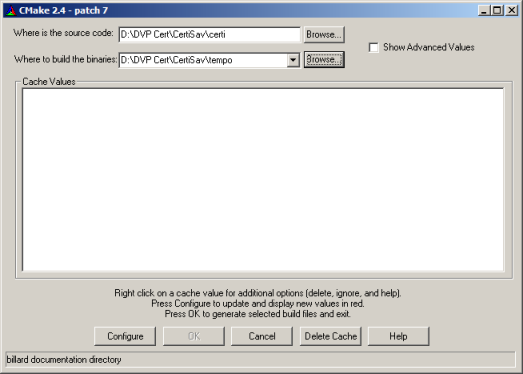 CMake 2.4 - patch 7
Where is the source code: D:\DVP Cert\CertiSav\certi Browse...
Show Advanced Values
Where to build the binaries: D:\DVP Cert\CertiSav\tempo Browse...
Cache Values
Right click on a cache value for additional options (delete, ignore, and help).
Press Configure to update and display new values in red.
Press OK to generate selected build files and exit.
Configure OK Cancel Delete Cache Help
billard documentation directory